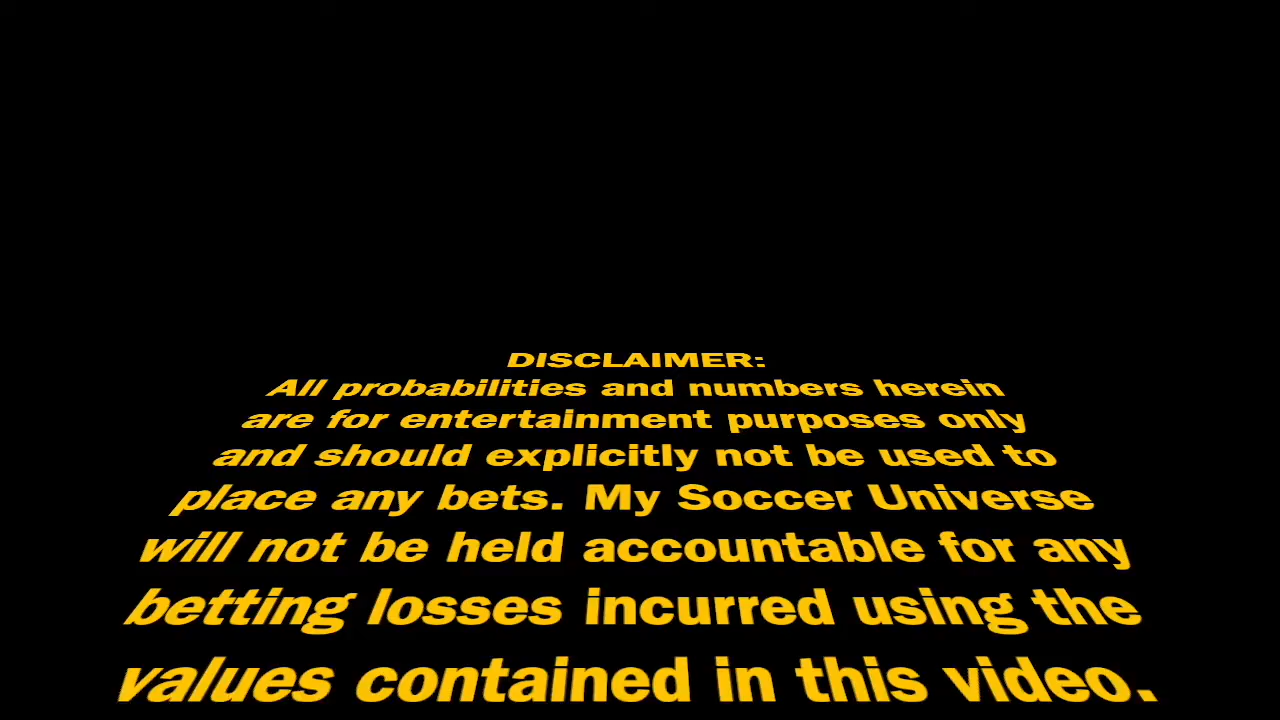 DISCLAIMER:
All probabilities and numbers herein
are for entertainment purposes only
and should explicitly not be used to
place any bets. My Soccer Universe
will not be held accountable for any
betting losses incurred using the
values contained in this video.